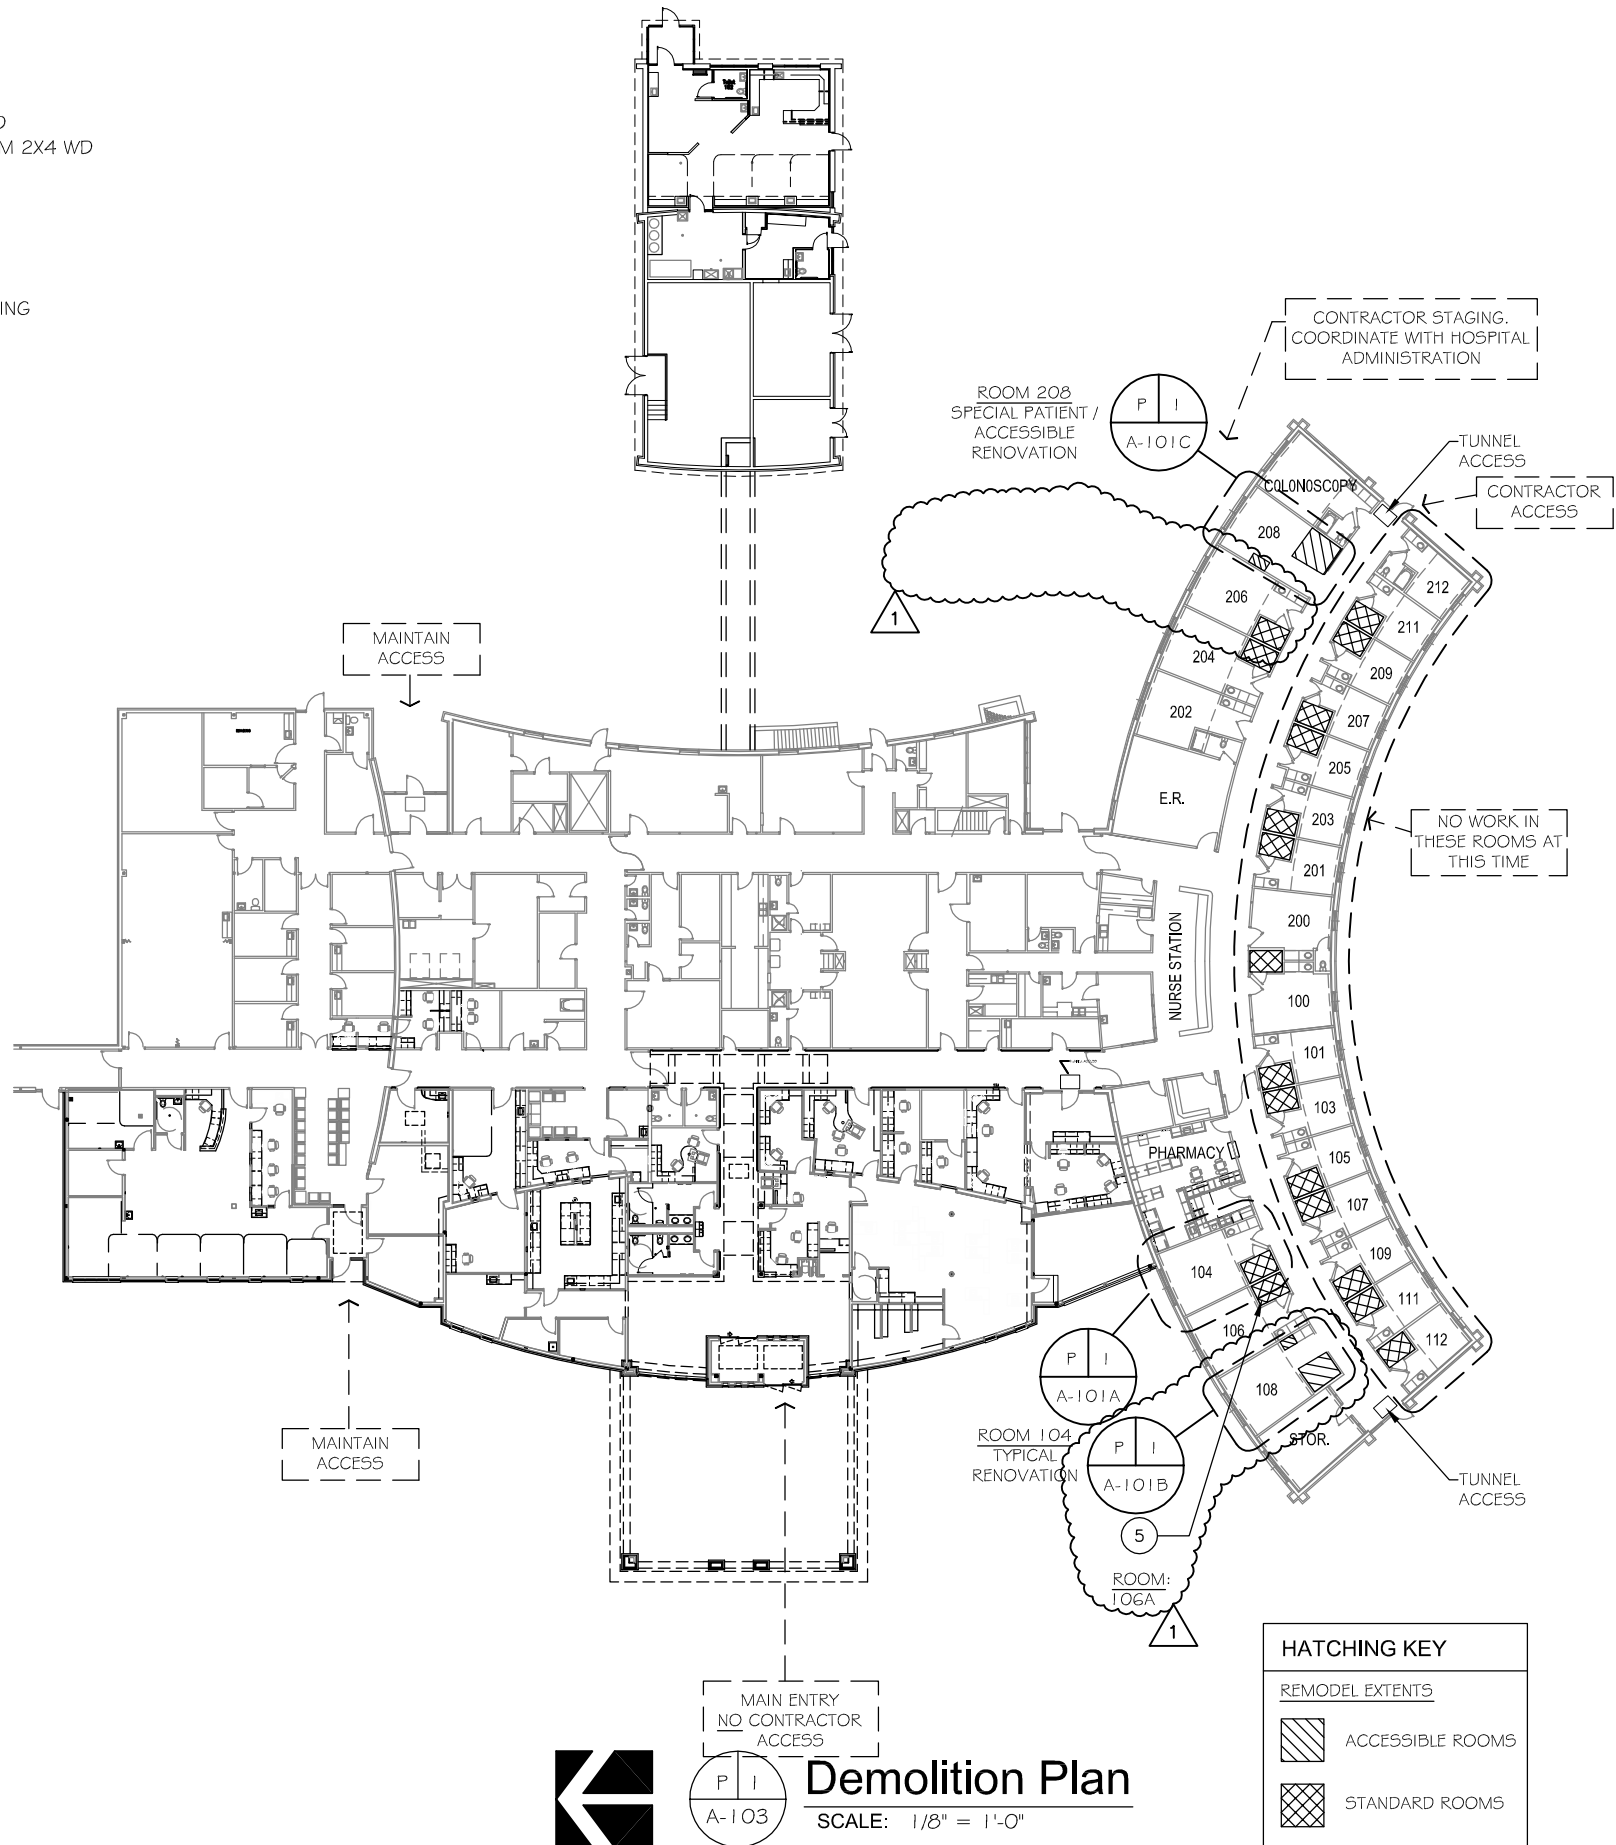 M 2X4 WD
ING
CONTRACTOR STAGING.
COORDINATE WITH HOSPITAL
ADMINISTRATION
ROOM 208
SPECIAL PATIENT /
ACCESSIBLE
RENOVATION
P 1
A-101C
TUNNEL
ACCESS
CONTRACTOR
ACCESS
COLONOSCOPY
208
212
206
211
1
204
209
MAINTAIN
ACCESS
202
207
205
E.R.
203
NO WORK IN
THESE ROOMS AT
THIS TIME
201
200
NURSE STATION
100
101
103
PHARMACY
105
107
109
104
111
106
112
108
P 1
A-101A
ROOM 104
TYPICAL
RENOVATION
P 1
A-101B
STOR.
TUNNEL
ACCESS
5
ROOM:
106A
1
MAINTAIN
ACCESS
MAIN ENTRY
NO CONTRACTOR
ACCESS
P 1
A-103
Demolition Plan
SCALE: 1/8" = 1'-0"
HATCHING KEY
REMODEL EXTENTS
ACCESSIBLE ROOMS
STANDARD ROOMS